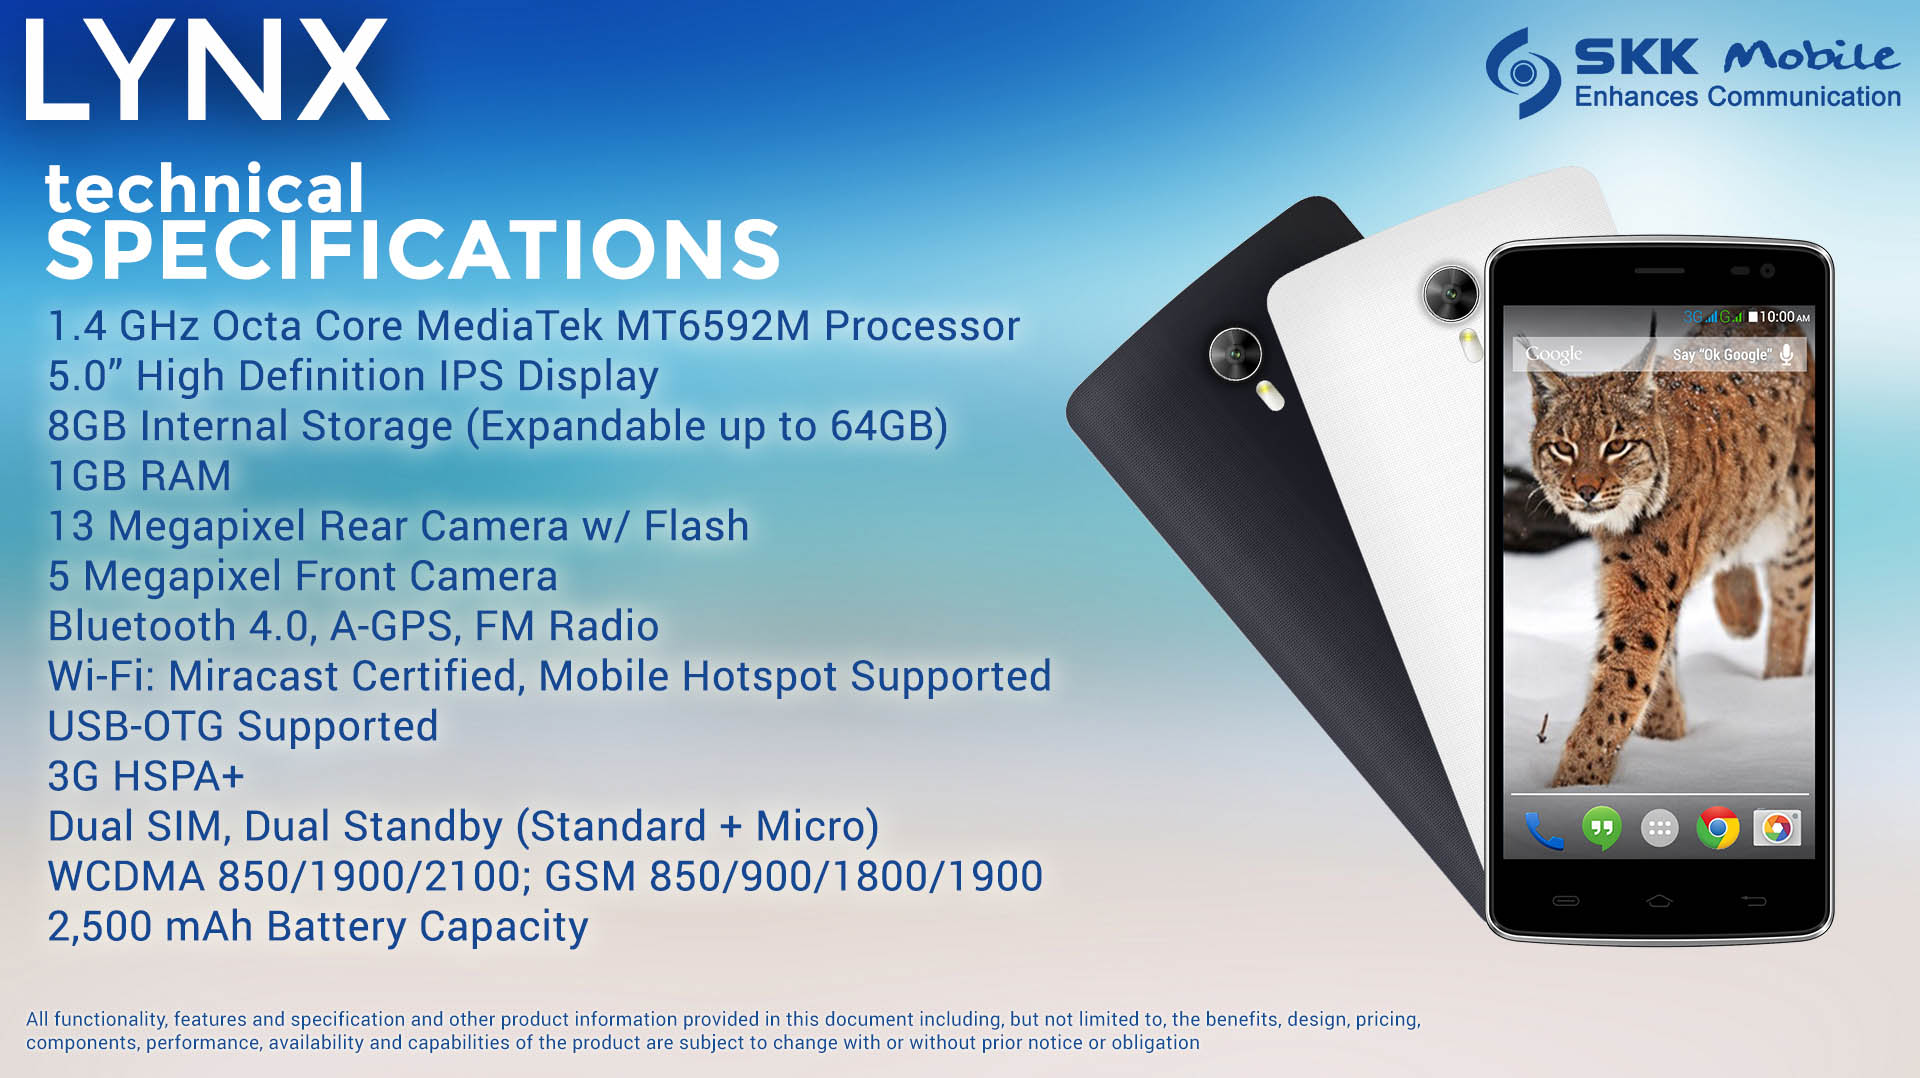 LYNX
SKK Mobile
Enhances Communication
technical
SPECIFICATIONS
1.4 GHz Octa Core MediaTek MT6592M Processor
5.0” High Definition IPS Display
8GB Internal Storage (Expandable up to 64GB)
1GB RAM
13 Megapixel Rear Camera w/ Flash
5 Megapixel Front Camera
Bluetooth 4.0, A-GPS, FM Radio
Wi-Fi: Miracast Certified, Mobile Hotspot Supported
USB-OTG Supported
3G HSPA+
Dual SIM, Dual Standby (Standard + Micro)
WCDMA 850/1900/2100; GSM 850/900/1800/1900
2,500 mAh Battery Capacity
3G G 10:00 AM
Google Say “Ok Google”
All functionality, features and specification and other product information provided in this document including, but not limited to, the benefits, design, pricing,
components, performance, availability and capabilities of the product are subject to change with or without prior notice or obligation